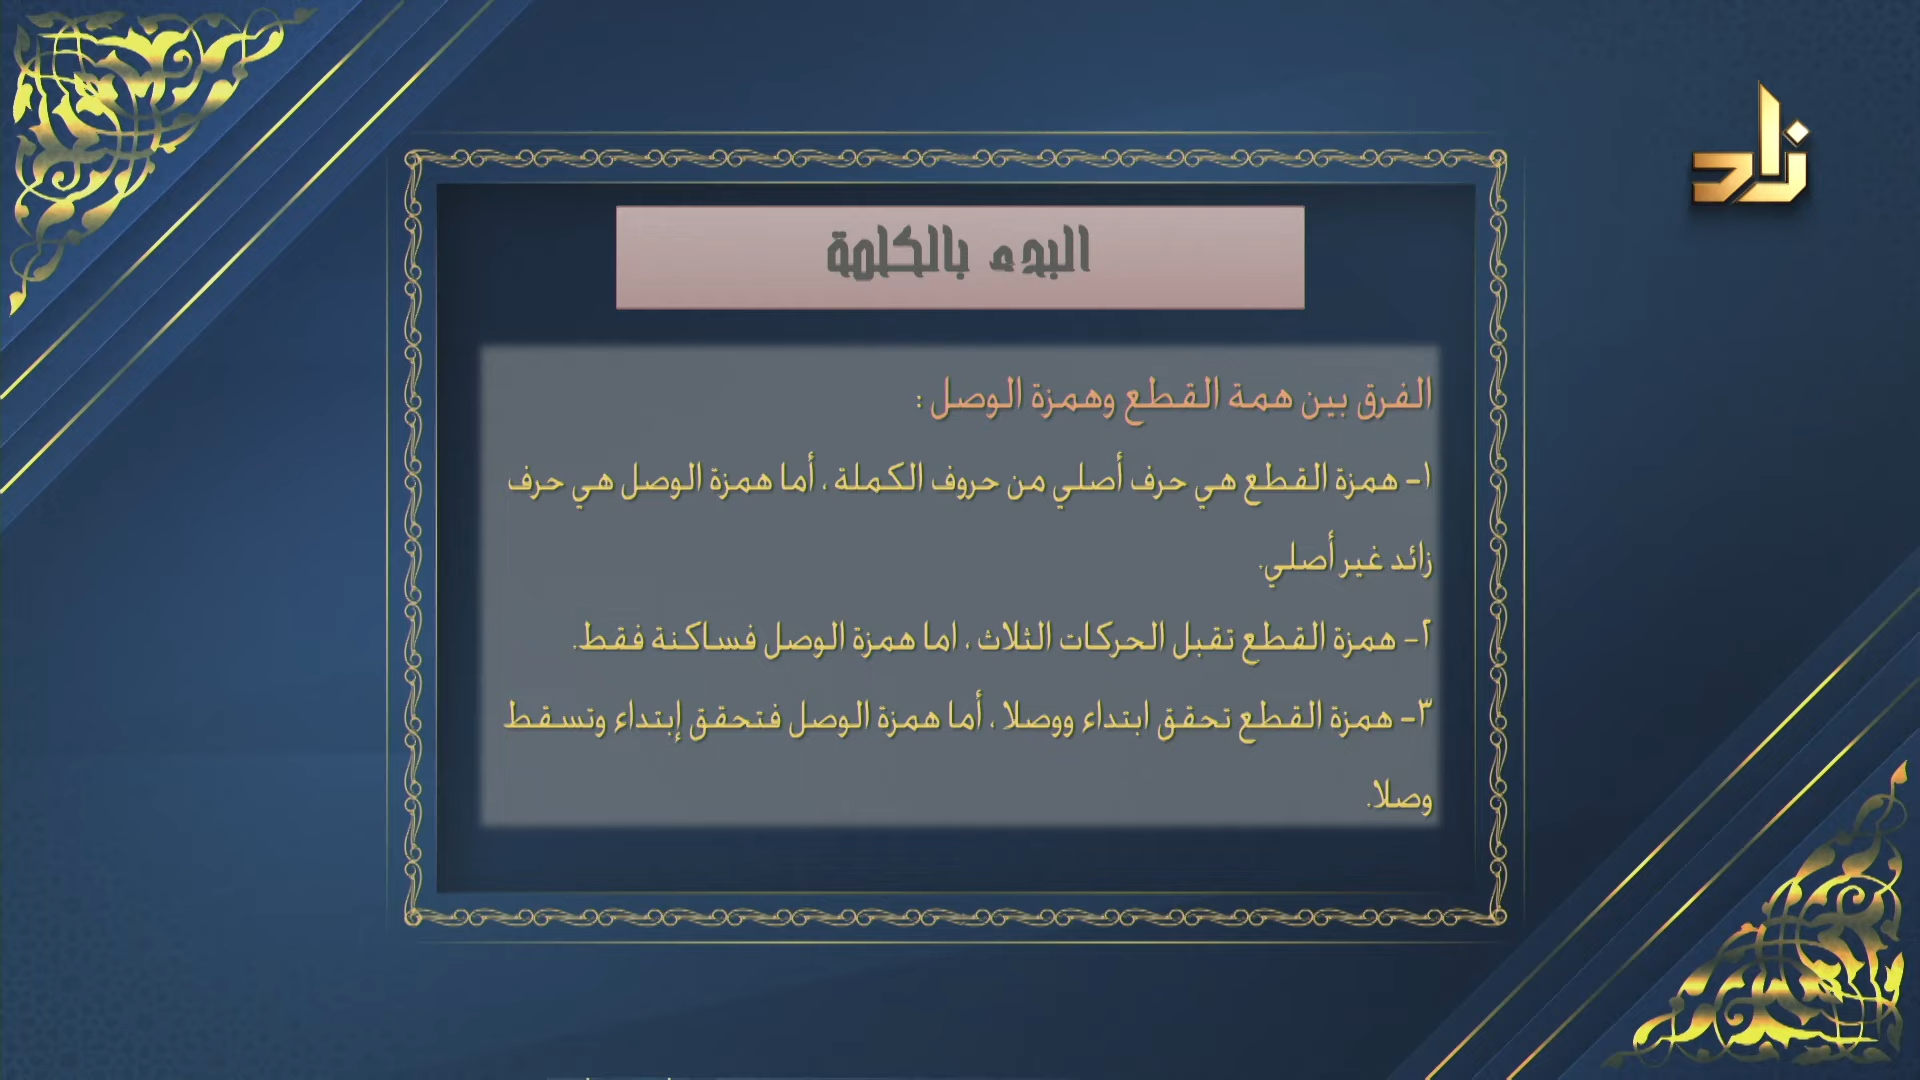 زاد
البدء بالكلمة
الفرق بين همة القطع وهمزة الوصل :
١- همزة القطع هي حرف أصلي من حروف الكملة ، أما همزة الوصل هي حرف
زائد غير أصلي.
٢- همزة القطع تقبل الحركات الثلاث ، اما همزة الوصل فساكنة فقط.
٣- همزة القطع تحقق ابتداء ووصلا ، أما همزة الوصل فتحقق إبتداء وتسقط
وصلا.